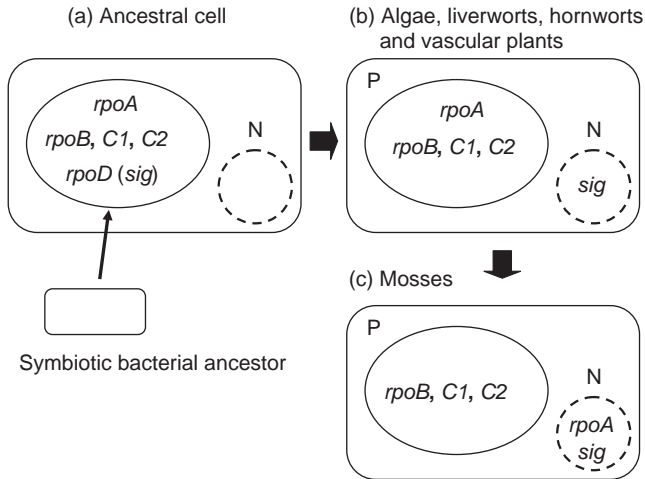 (a) Ancestral cell
rpoA
rpoB, C1, C2
rpoD (sig)
N
Symbiotic bacterial ancestor
(b) Algae, liverworts, hornworts
and vascular plants
P
rpoA
rpoB, C1, C2
N
sig
(c) Mosses
P
rpoB, C1, C2
N
rpoA
sig